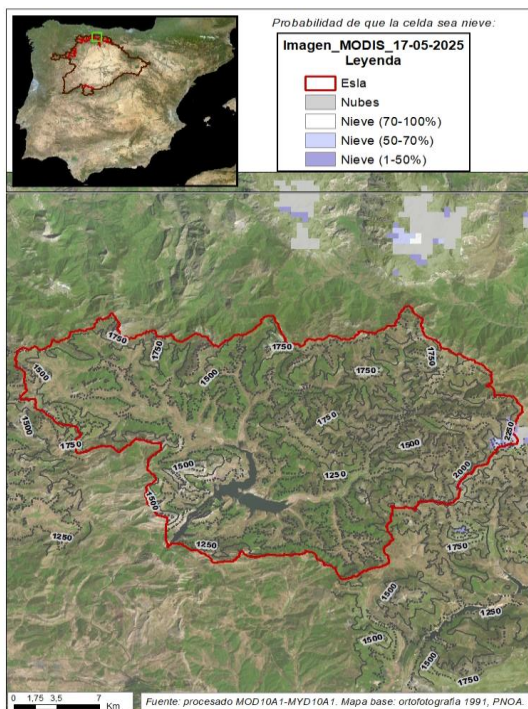 Probabilidad de que la celda sea nieve:
Imagen_MODIS_17-05-2025
Leyenda
Esla
Nubes
Nieve (70-100%)
Nieve (50-70%)
Nieve (1-50%)
1750
1750
1750
1750
1750
1500
1500
1750
1500
1750
1500
2250
1500
1250
2000
1500
1250
1250
1750
1500
1250
1500
1500
1750
0 1,75 3,5 7
Km
Fuente: procesado MOD10A1-MYD10A1. Mapa base: ortofotografía 1991, PNOA.